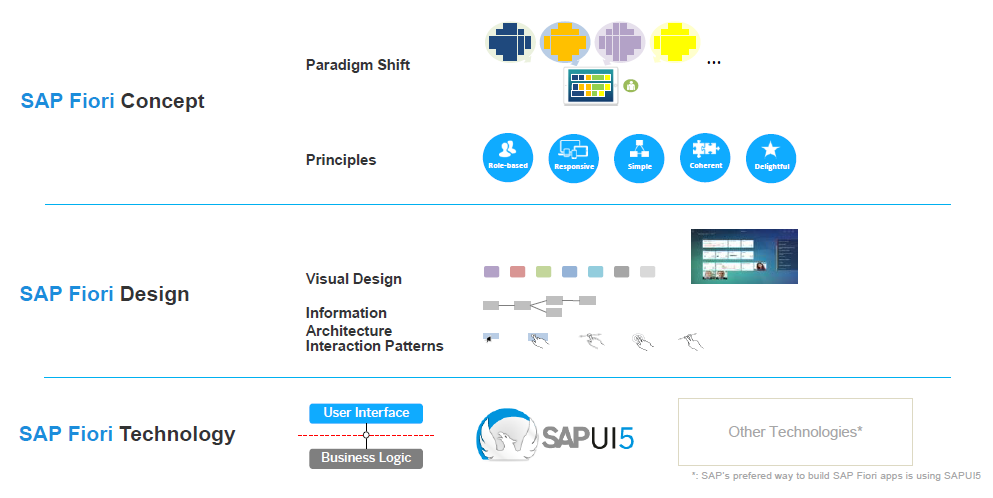 Paradigm Shift
...
SAP Fiori Concept
Principles
Role-based
Responsive
Simple
Coherent
Delightful
Visual Design
SAP Fiori Design
Information
Architecture
Interaction Patterns
User Interface
SAP Fiori Technology
Business Logic
SAPUI5
Other Technologies*
*: SAP's prefered way to build SAP Fiori apps is using SAPUI5